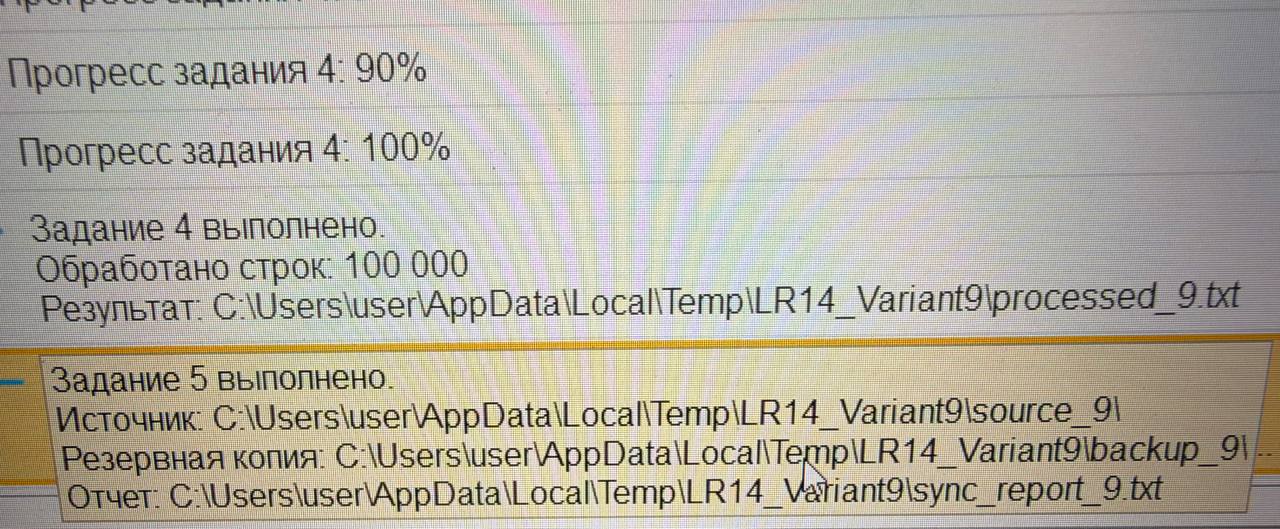 Прогресс задания 4: 90%
Прогресс задания 4: 100%
Задание 4 выполнено.
Обработано строк: 100 000
Результат: C:\Users\user\AppData\Local\Temp\LR14_Variant9\processed_9.txt
Задание 5 выполнено.
Источник: C:\Users\user\AppData\Local\Temp\LR14_Variant9\source_9\
Резервная копия: C:\Users\user\AppData\Local\Temp\LR14_Variant9\backup_9\ ...
Отчет: C:\Users\user\AppData\Local\Temp\LR14_Variant9\sync_report_9.txt